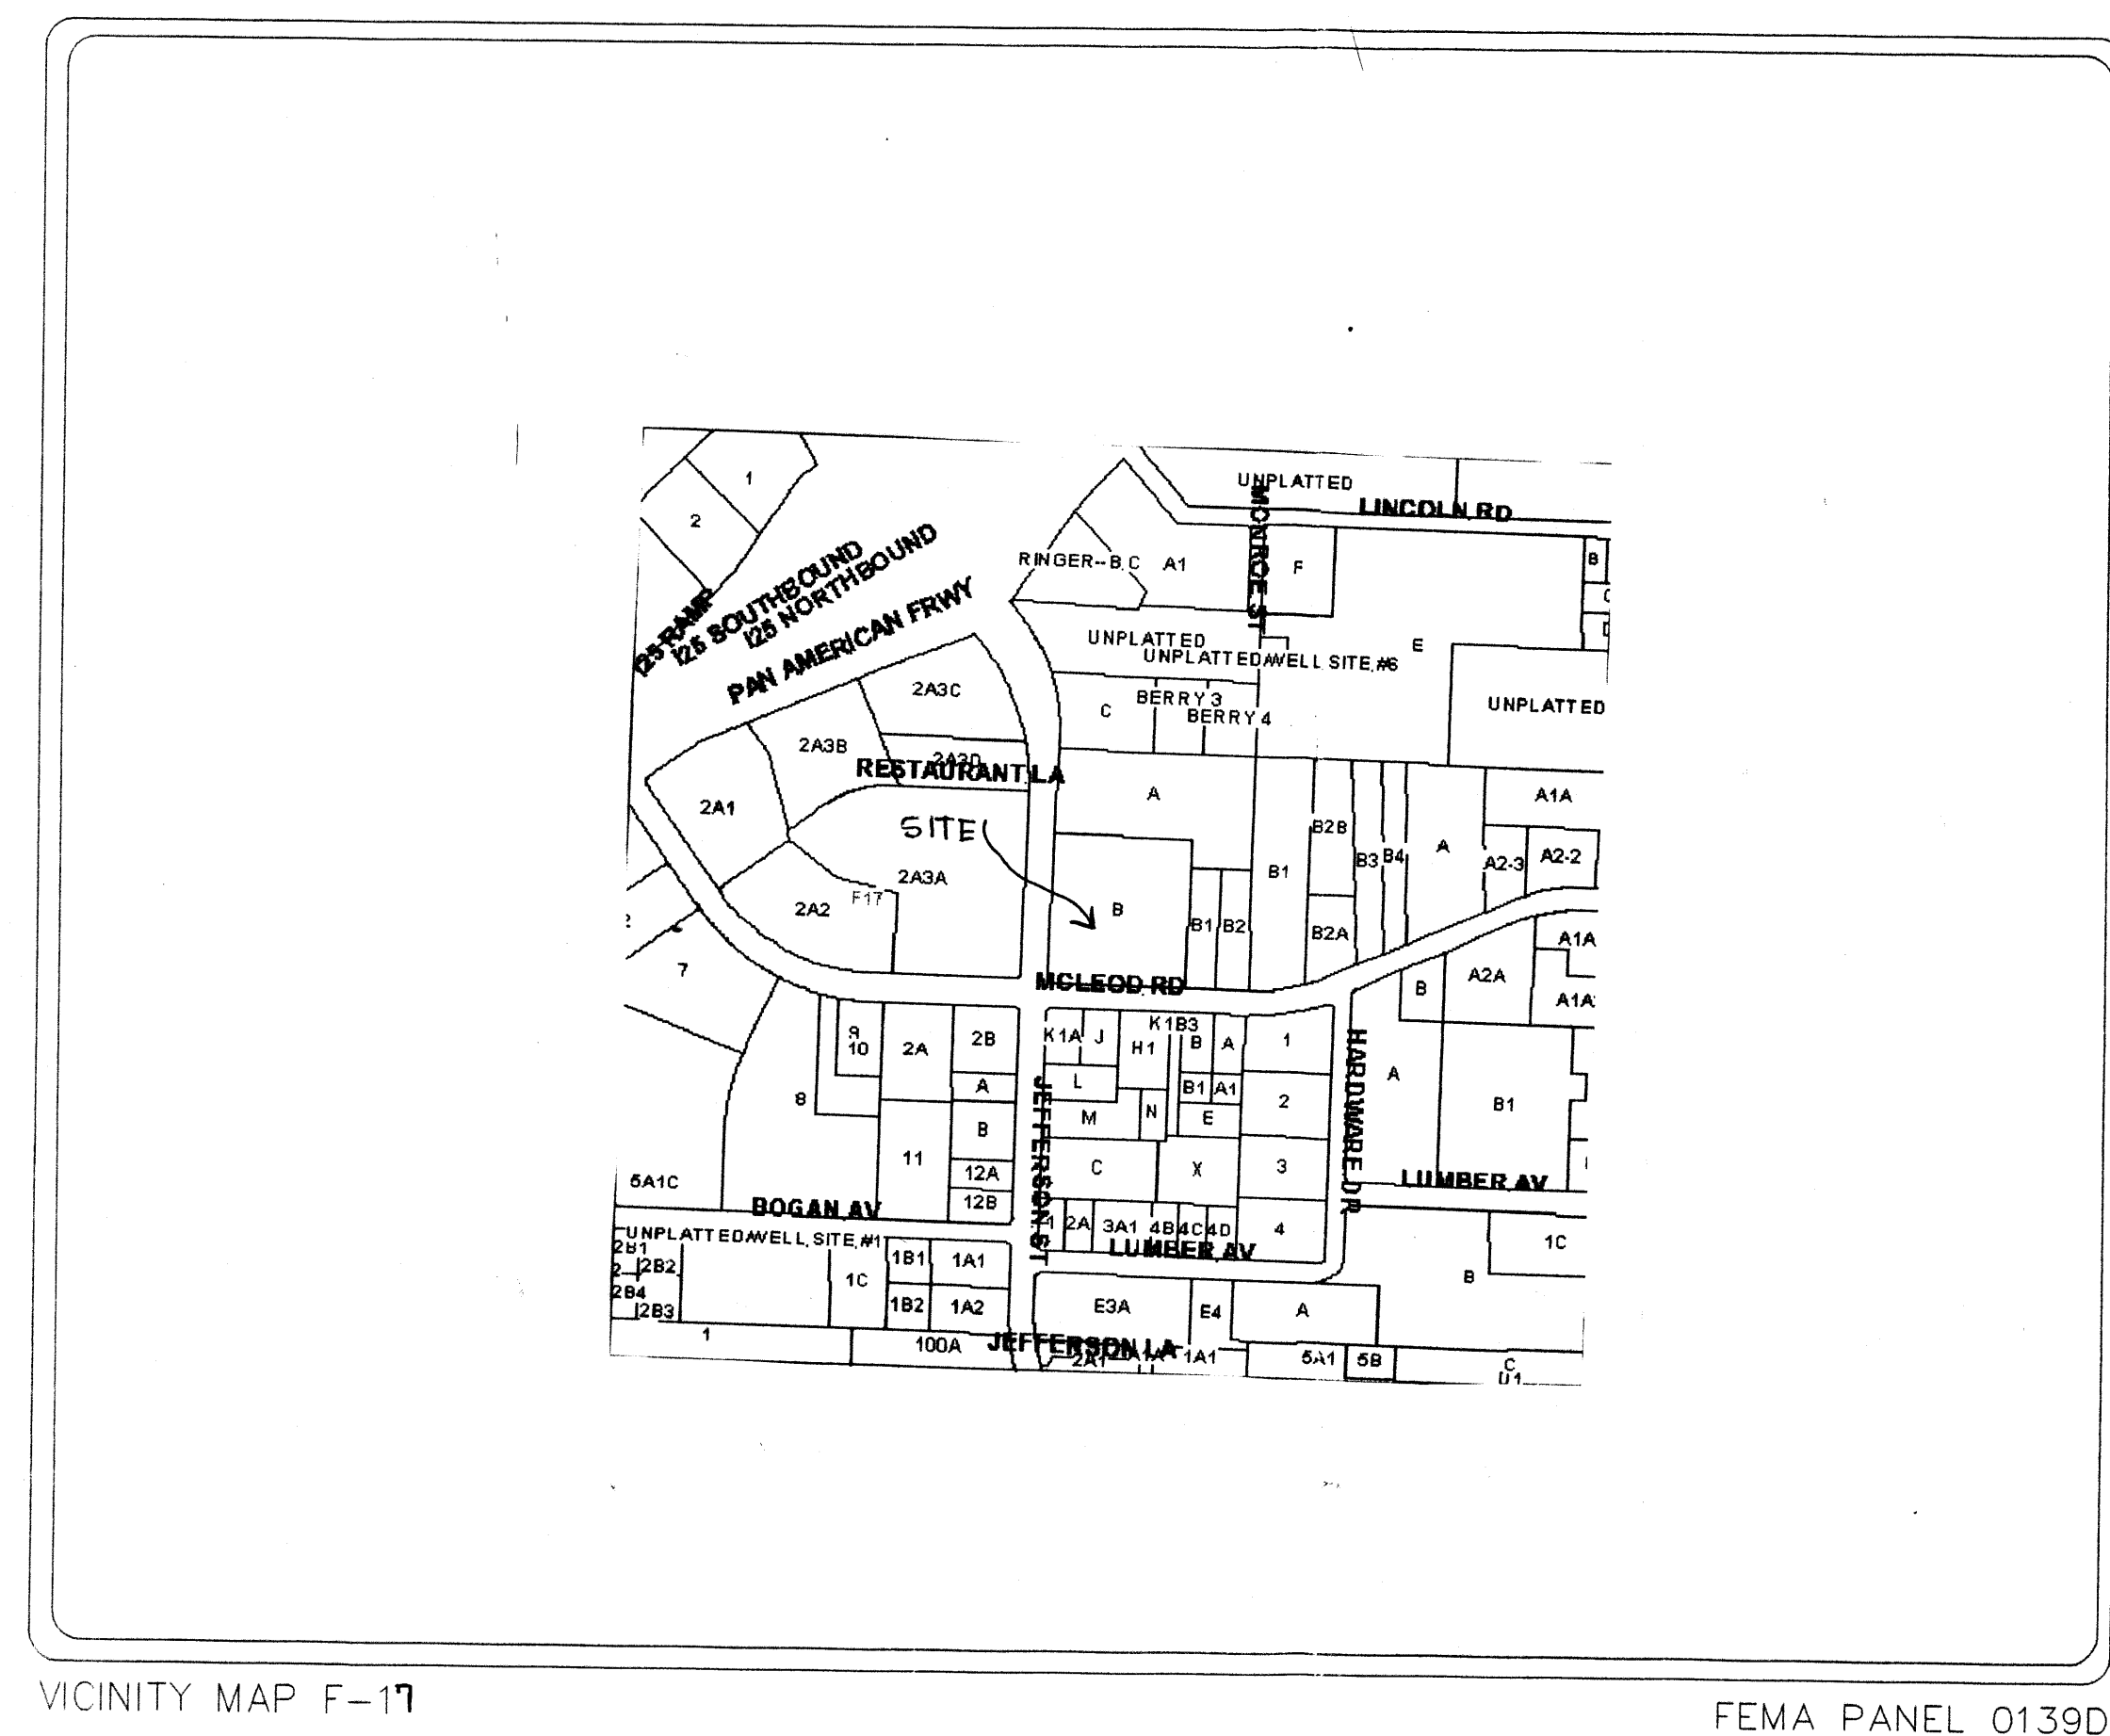 UNPLATTED
1
LINCOLN RD
2
MONROE ST
RINGER--B, C
A1
F
B
I25 RAMP
I25 SOUTHBOUND
I25 NORTHBOUND
PAN AMERICAN FRWY
UNPLATTED
E
UNPLATTED/WELL SITE, #6
2A3C
BERRY 3
C
BERRY 4
UNPLATTED
2A3B
2A3D
RESTAURANT LA
A
A1A
2A1
SITE
B2B
A
A2-3
A2-2
B3
B4
B1
2A3A
F17
2A2
B
B1
B2
B2A
A1A
7
MCLEOD RD
A2A
B
A1A
9
10
2A
2B
K1A
J
K1B3
H1
B
A
1
HARDWARE DR
A
L
B1
A1
8
A
JEFFERSON ST
M
N
E
2
B1
B
11
12A
C
X
3
5A1C
LUMBER AV
12B
BOGAN AV
1
2A
3A1
4B
4C
4D
4
UNPLATTED/WELL, SITE, #1
LUMBER AV
1C
2B1
2B2
1C
1B1
1A1
B
2B4
2B3
1B2
1A2
E3A
E4
A
1
100A
JEFFERSON LA
2A1
A1A
1A1
5A1
5B
C
VICINITY MAP F-17
FEMA PANEL 0139D